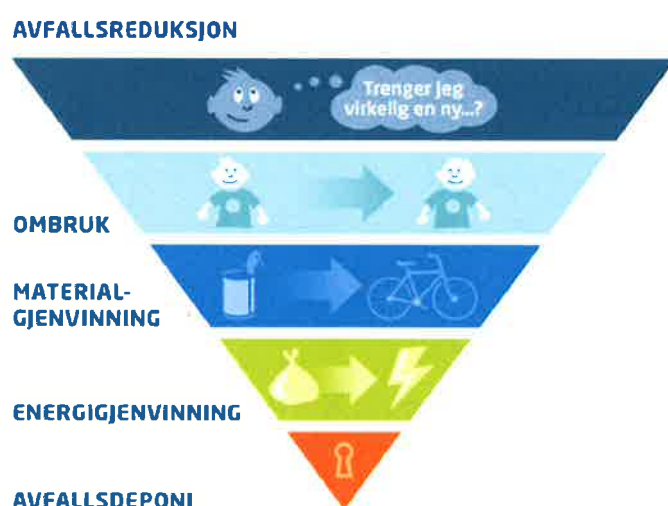 AVFALLSREDUKSJON
Trenger jeg
virkelig en ny...?
OMBRUK
MATERIAL-
GJENVINNING
ENERGIGJENVINNING
AVFALLSDEPONI